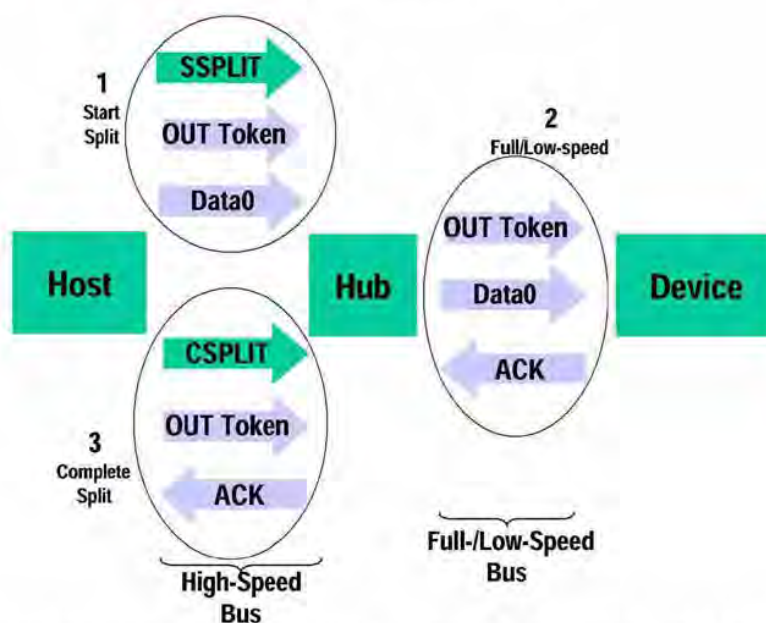 1
Start
Split
SSPLIT
OUT Token
Data0
2
Full/Low-speed
OUT Token
Data0
ACK
Host
Hub
Device
3
Complete
Split
CSPLIT
OUT Token
ACK
High-Speed
Bus
Full-/Low-Speed
Bus